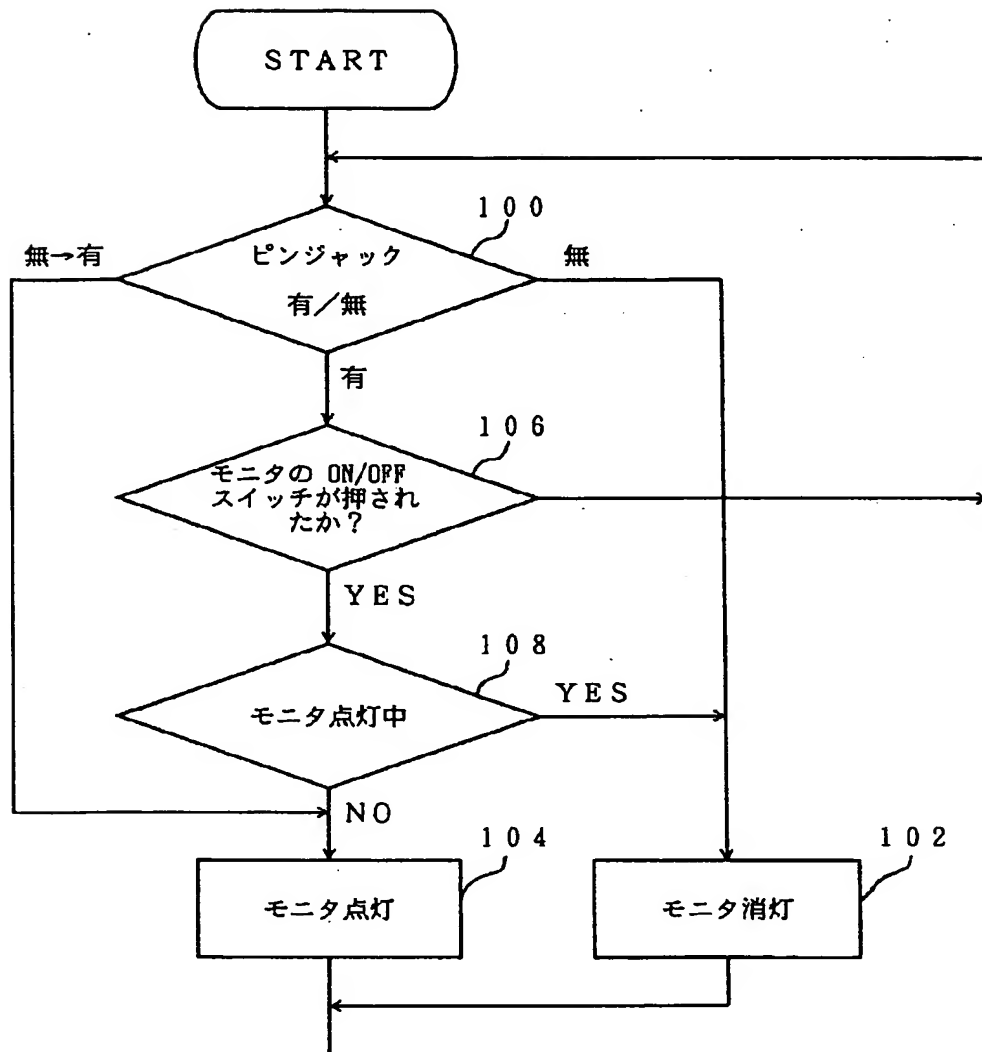 START
100
無→有
ピンジャック
無
有／無
有
106
モニタの ON/OFF
スイッチが押され
たか？
YES
108
YES
モニタ点灯中
NO
104
102
モニタ点灯
モニタ消灯